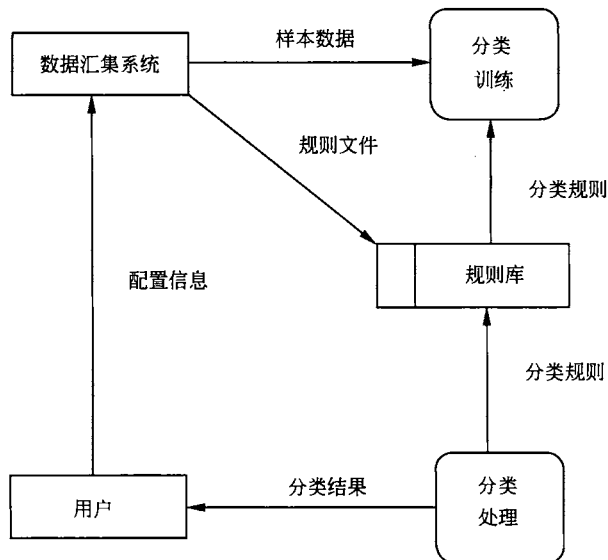 数据汇集系统
样本数据
分类
训练
规则文件
分类规则
配置信息
规则库
分类规则
用户
分类结果
分类
处理